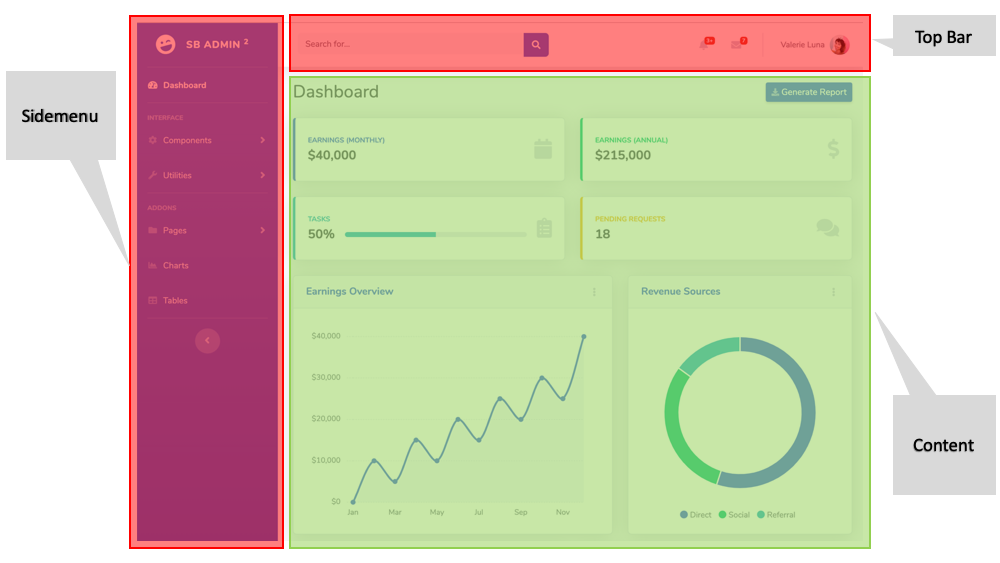 Sidemenu
SB ADMIN 2
Dashboard
INTERFACE
Components
Utilities
ADDONS
Pages
Charts
Tables
Search for...
3+
7
Valerie Luna
Top Bar
Dashboard
Generate Report
EARNINGS (MONTHLY)
$40,000
EARNINGS (ANNUAL)
$215,000
TASKS
50%
PENDING REQUESTS
18
Earnings Overview
$40,000
$30,000
$20,000
$10,000
$0
Jan Mar May Jul Sep Nov
Revenue Sources
Direct Social Referral
Content